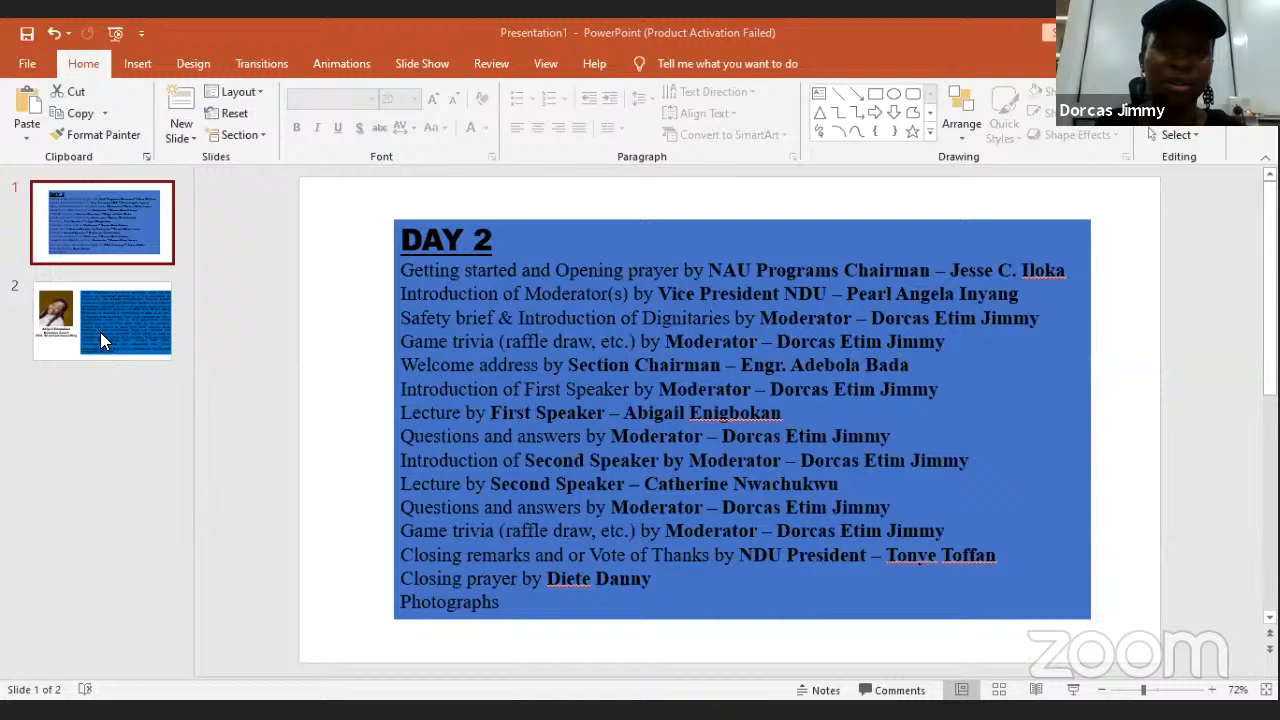 Presentation1 - PowerPoint (Product Activation Failed)
File Home Insert Design Transitions Animations Slide Show Review View Help Tell me what you want to do
Dorcas Jimmy
Paste
Cut
Copy
Format Painter
Clipboard
New
Slide
Layout
Reset
Section
Slides
20
Font
Text Direction
Align Text
Convert to SmartArt
Paragraph
Arrange
Quick
Styles
Shape Effects
Drawing
Select
Editing
1
2
DAY 2
Getting started and Opening prayer by NAU Programs Chairman – Jesse C. Iloka
Introduction of Moderator(s) by Vice President NDU – Pearl Angela Inyang
Safety brief & Introduction of Dignitaries by Moderator – Dorcas Etim Jimmy
Game trivia (raffle draw, etc.) by Moderator – Dorcas Etim Jimmy
Welcome address by Section Chairman – Engr. Adebola Bada
Introduction of First Speaker by Moderator – Dorcas Etim Jimmy
Lecture by First Speaker – Abigail Enigbokan
Questions and answers by Moderator – Dorcas Etim Jimmy
Introduction of Second Speaker by Moderator – Dorcas Etim Jimmy
Lecture by Second Speaker – Catherine Nwachukwu
Questions and answers by Moderator – Dorcas Etim Jimmy
Game trivia (raffle draw, etc.) by Moderator – Dorcas Etim Jimmy
Closing remarks and or Vote of Thanks by NDU President – Tonye Toffan
Closing prayer by Diete Danny
Photographs
zoom
Slide 1 of 2
Notes
Comments
72%